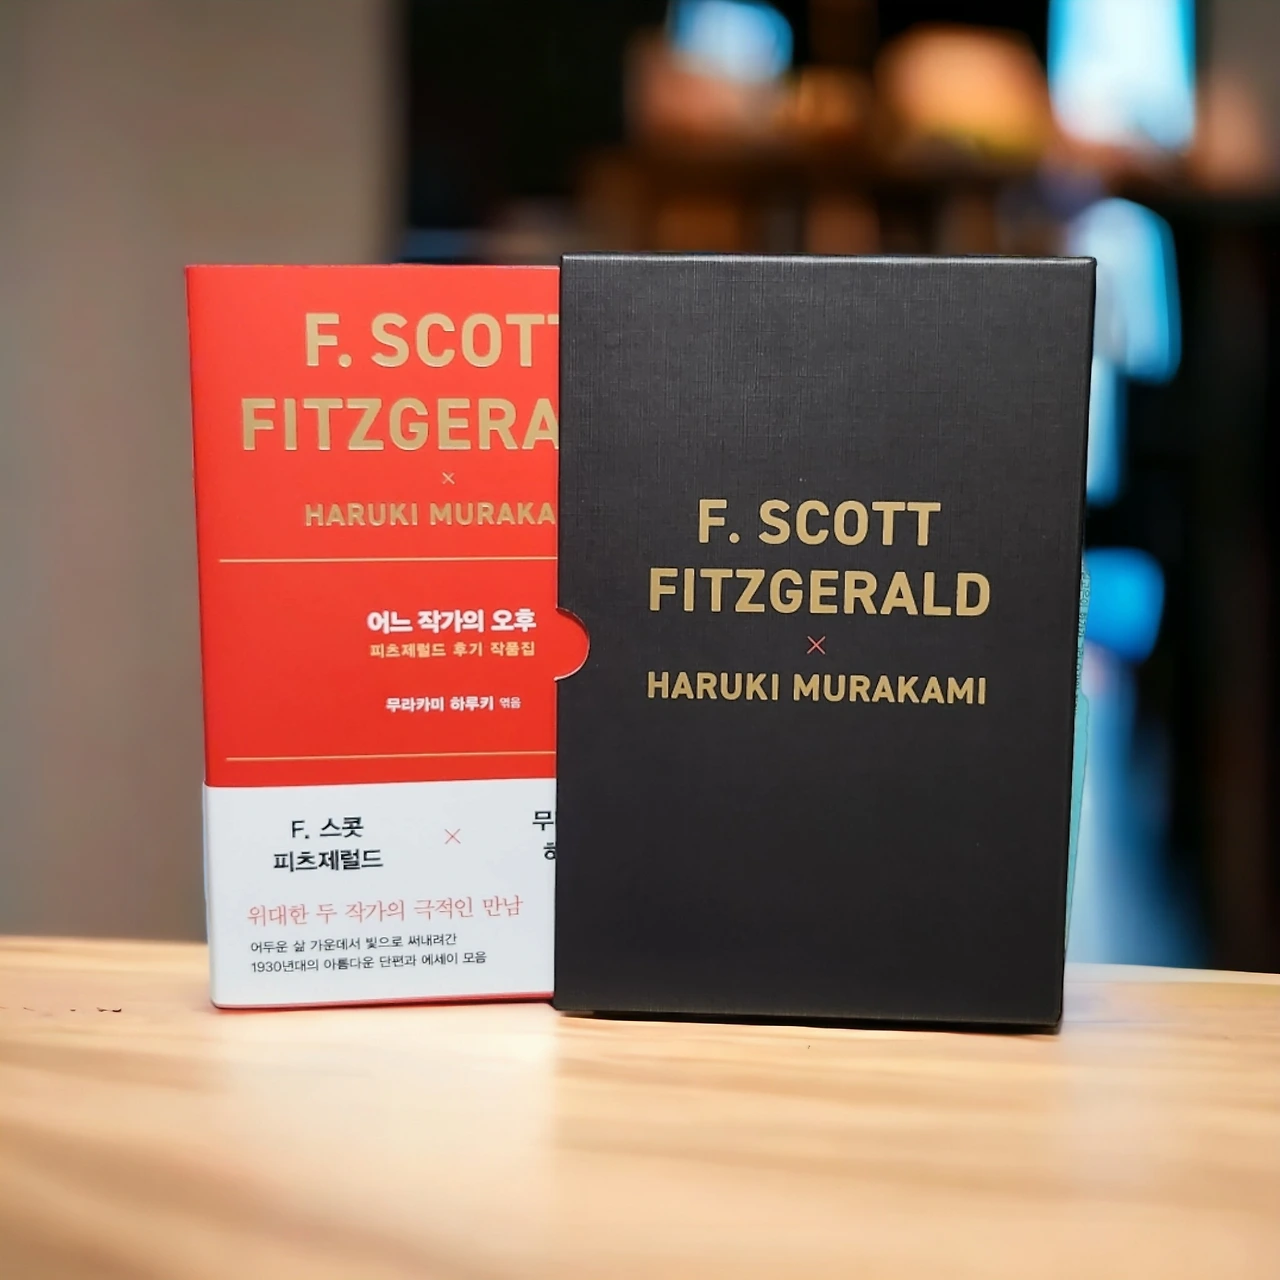 F. SCOTT
FITZGERA
×
HARUKI MURAKA
어느 작가의 오후
피츠제럴드 후기 작품집
무라카미 하루키 엮음
F. 스콧
피츠제럴드
×
위대한 두 작가의 극적인 만남
어두운 삶 가운데서 빛으로 써내려간
1930년대의 아름다운 단편과 에세이 모음
F. SCOTT
FITZGERALD
×
HARUKI MURAKAMI